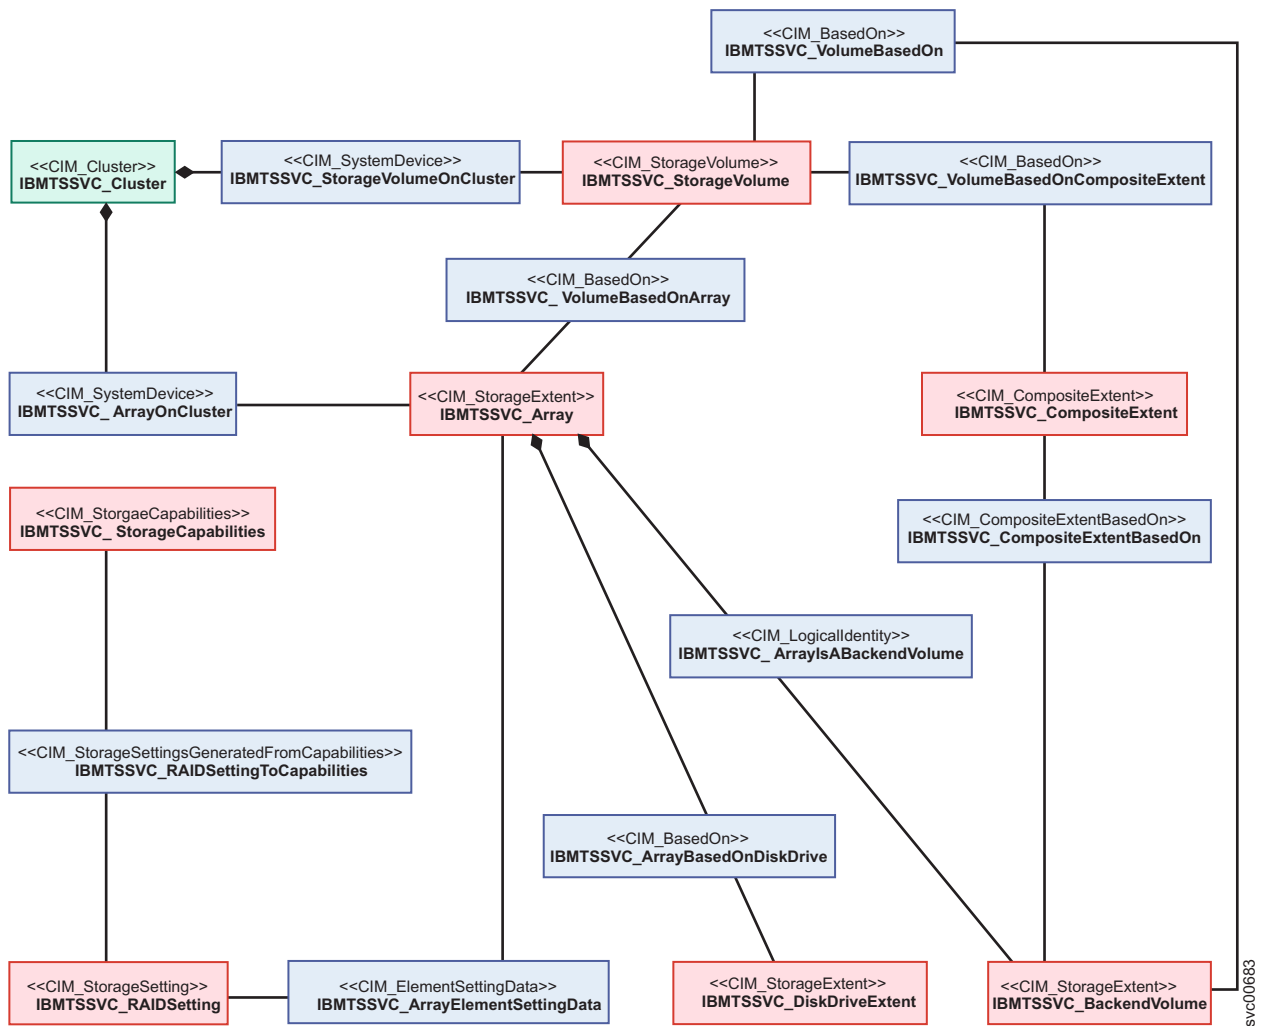 <<CIM_BasedOn>>
IBMTSSVC_VolumeBasedOn
<<CIM_Cluster>>
IBMTSSVC_Cluster
<<CIM_SystemDevice>>
IBMTSSVC_StorageVolumeOnCluster
<<CIM_StorageVolume>>
IBMTSSVC_StorageVolume
<<CIM_BasedOn>>
IBMTSSVC_VolumeBasedOnCompositeExtent
<<CIM_BasedOn>>
IBMTSSVC_ VolumeBasedOnArray
<<CIM_SystemDevice>>
IBMTSSVC_ ArrayOnCluster
<<CIM_StorageExtent>>
IBMTSSVC_Array
<<CIM_CompositeExtent>>
IBMTSSVC_CompositeExtent
<<CIM_StorgaeCapabilities>>
IBMTSSVC_ StorageCapabilities
<<CIM_CompositeExtentBasedOn>>
IBMTSSVC_CompositeExtentBasedOn
<<CIM_LogicalIdentity>>
IBMTSSVC_ ArrayIsABackendVolume
<<CIM_StorageSettingsGeneratedFromCapabilities>>
IBMTSSVC_RAIDSettingToCapabilities
<<CIM_BasedOn>>
IBMTSSVC_ArrayBasedOnDiskDrive
<<CIM_StorageSetting>>
IBMTSSVC_RAIDSetting
<<CIM_ElementSettingData>>
IBMTSSVC_ArrayElementSettingData
<<CIM_StorageExtent>>
IBMTSSVC_DiskDriveExtent
<<CIM_StorageExtent>>
IBMTSSVC_BackendVolume
svc00683